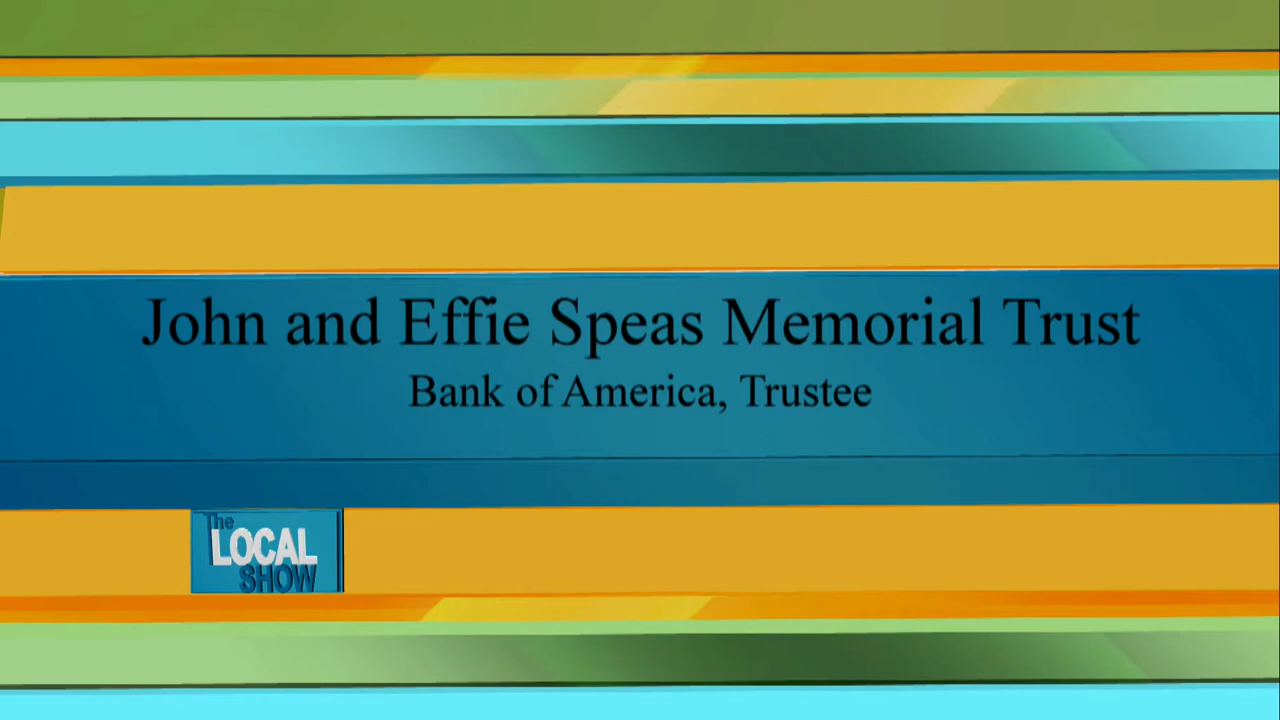 John and Effie Speas Memorial Trust
Bank of America, Trustee
The
LOCAL
SHOW